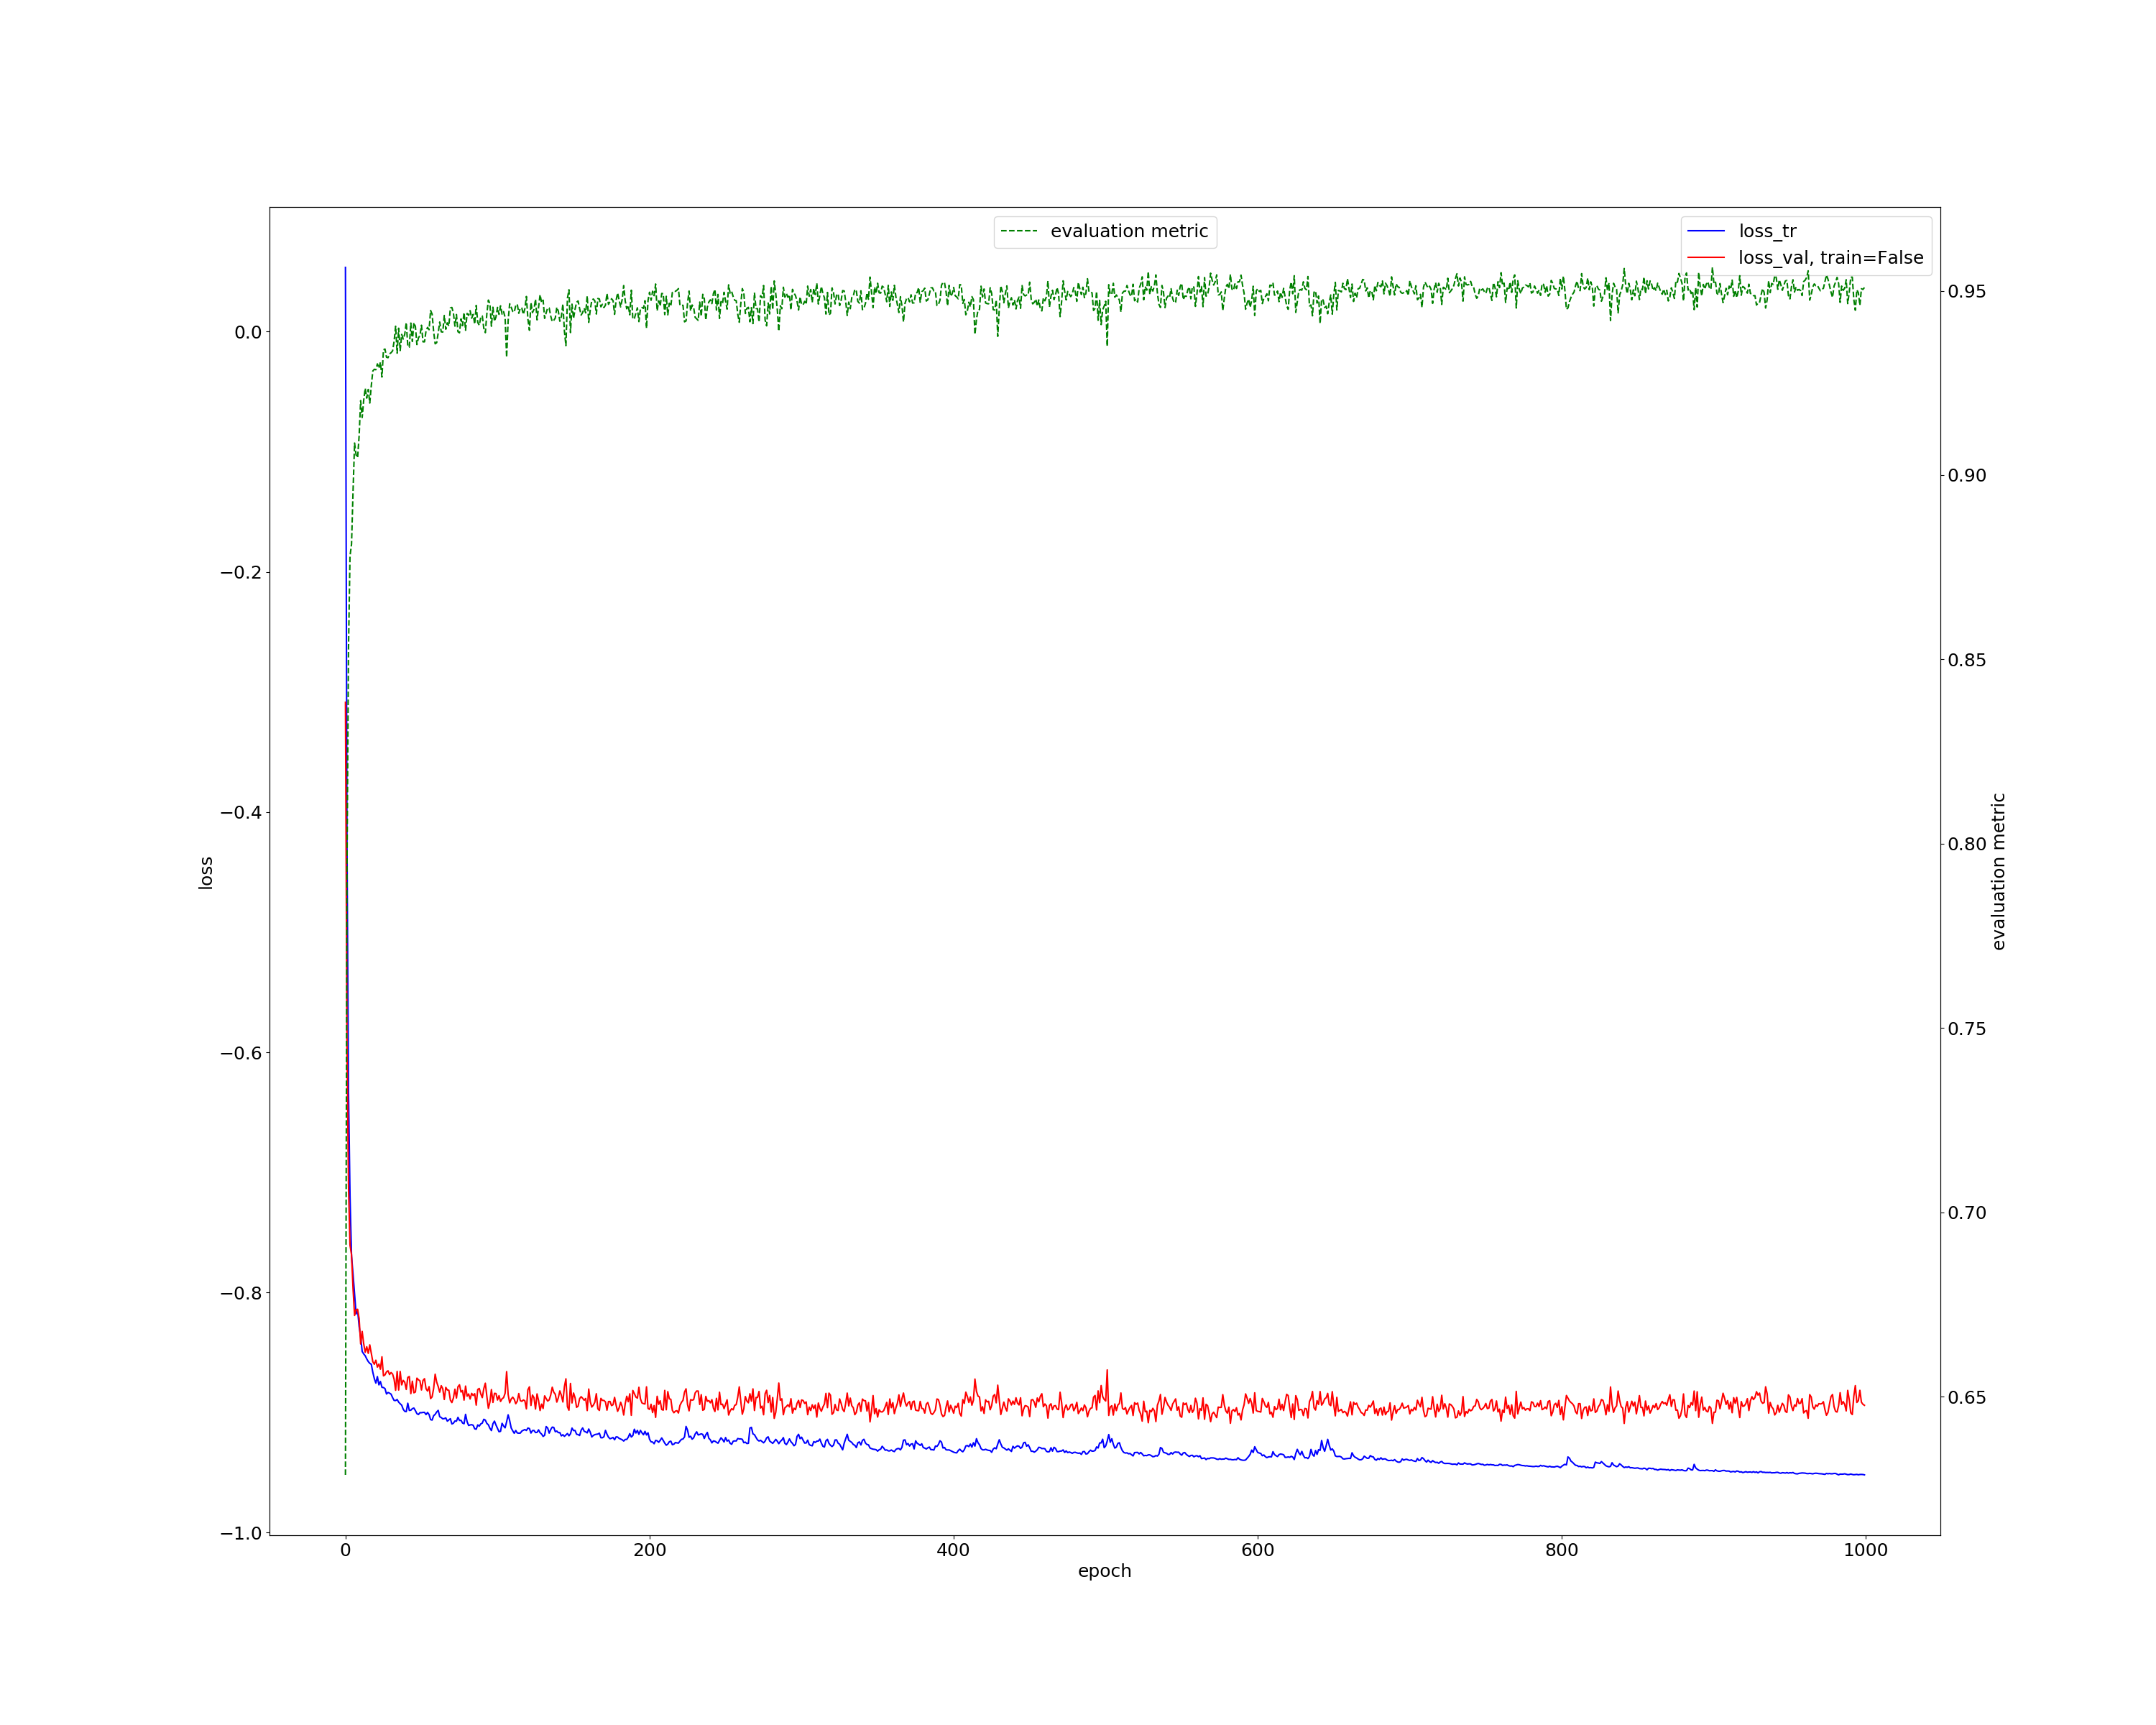 evaluation metric
loss_tr
loss_val, train=False
0.0
−0.2
−0.4
−0.6
−0.8
−1.0
loss
0.95
0.90
0.85
0.80
0.75
0.70
0.65
evaluation metric
0 200 400 600 800 1000
epoch